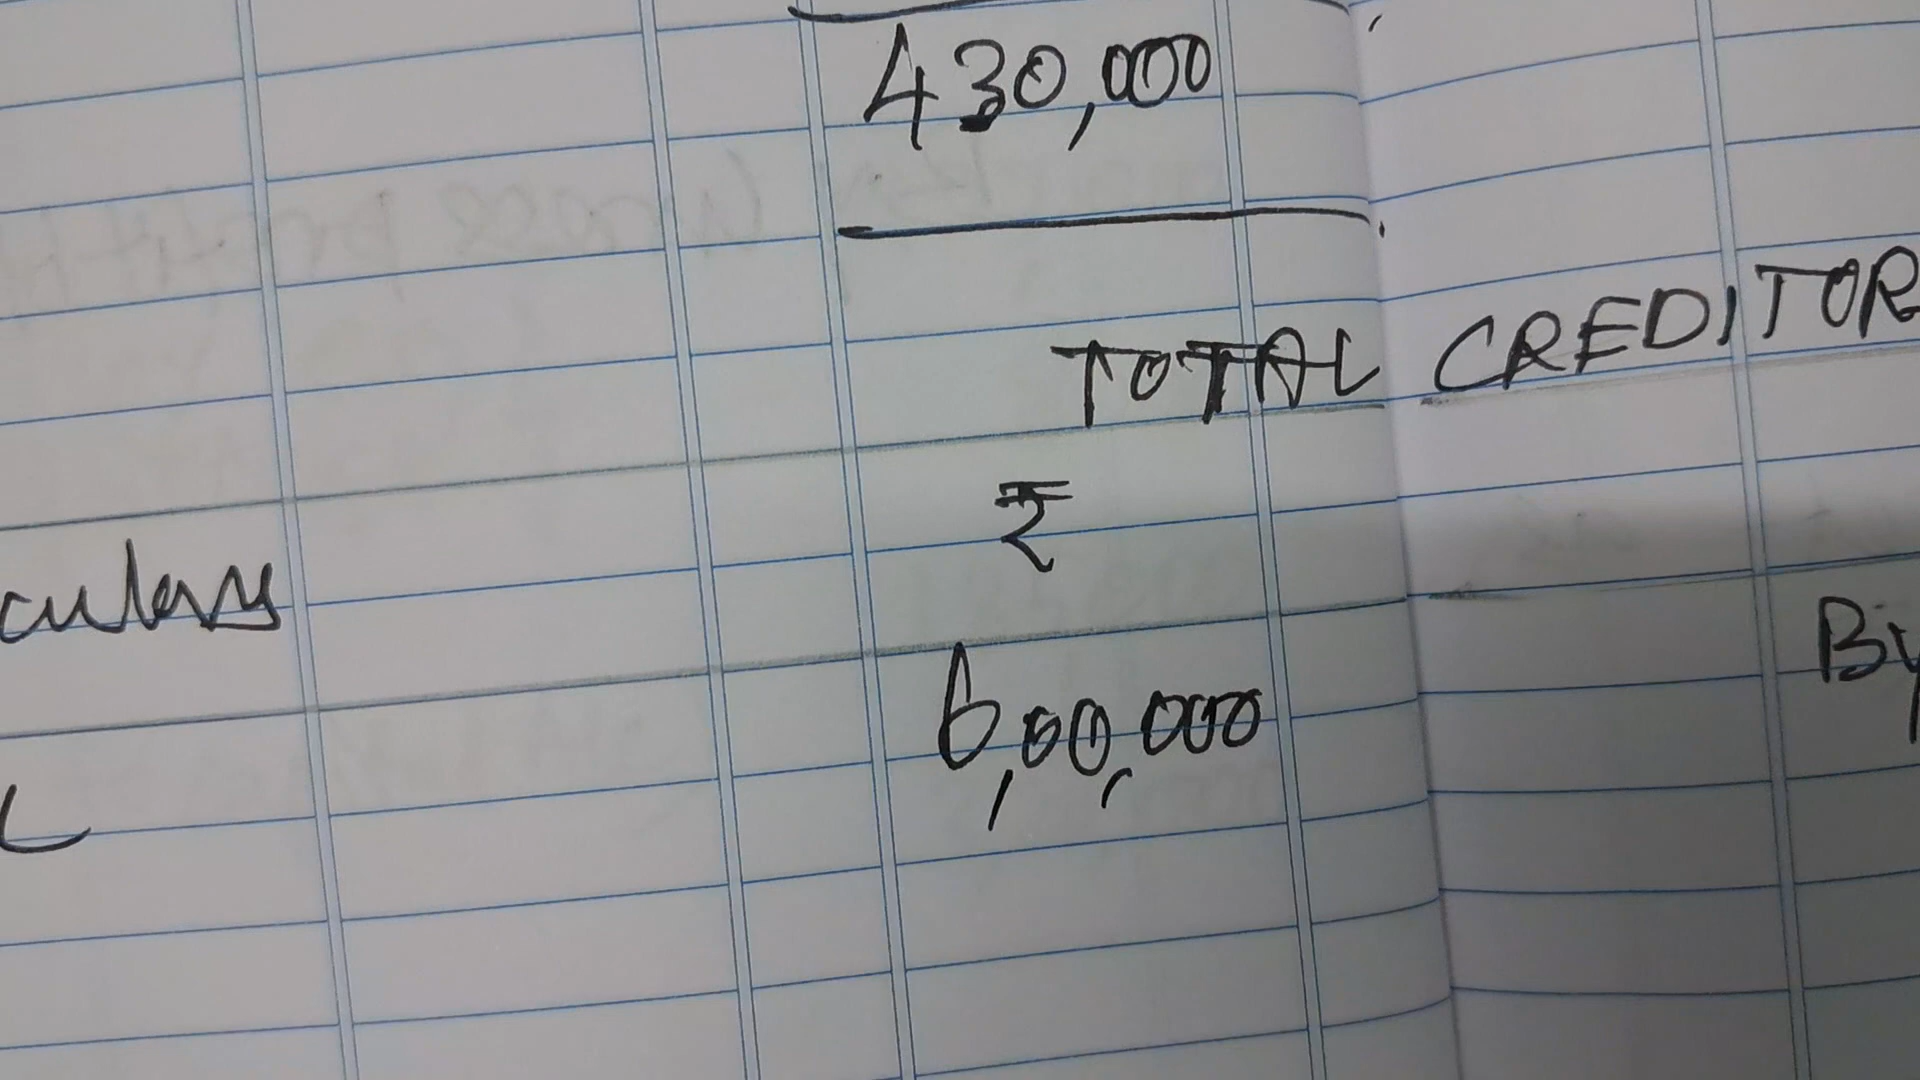 430,000
TOTAL CREDITOR
₹
culars
6,00,000
By